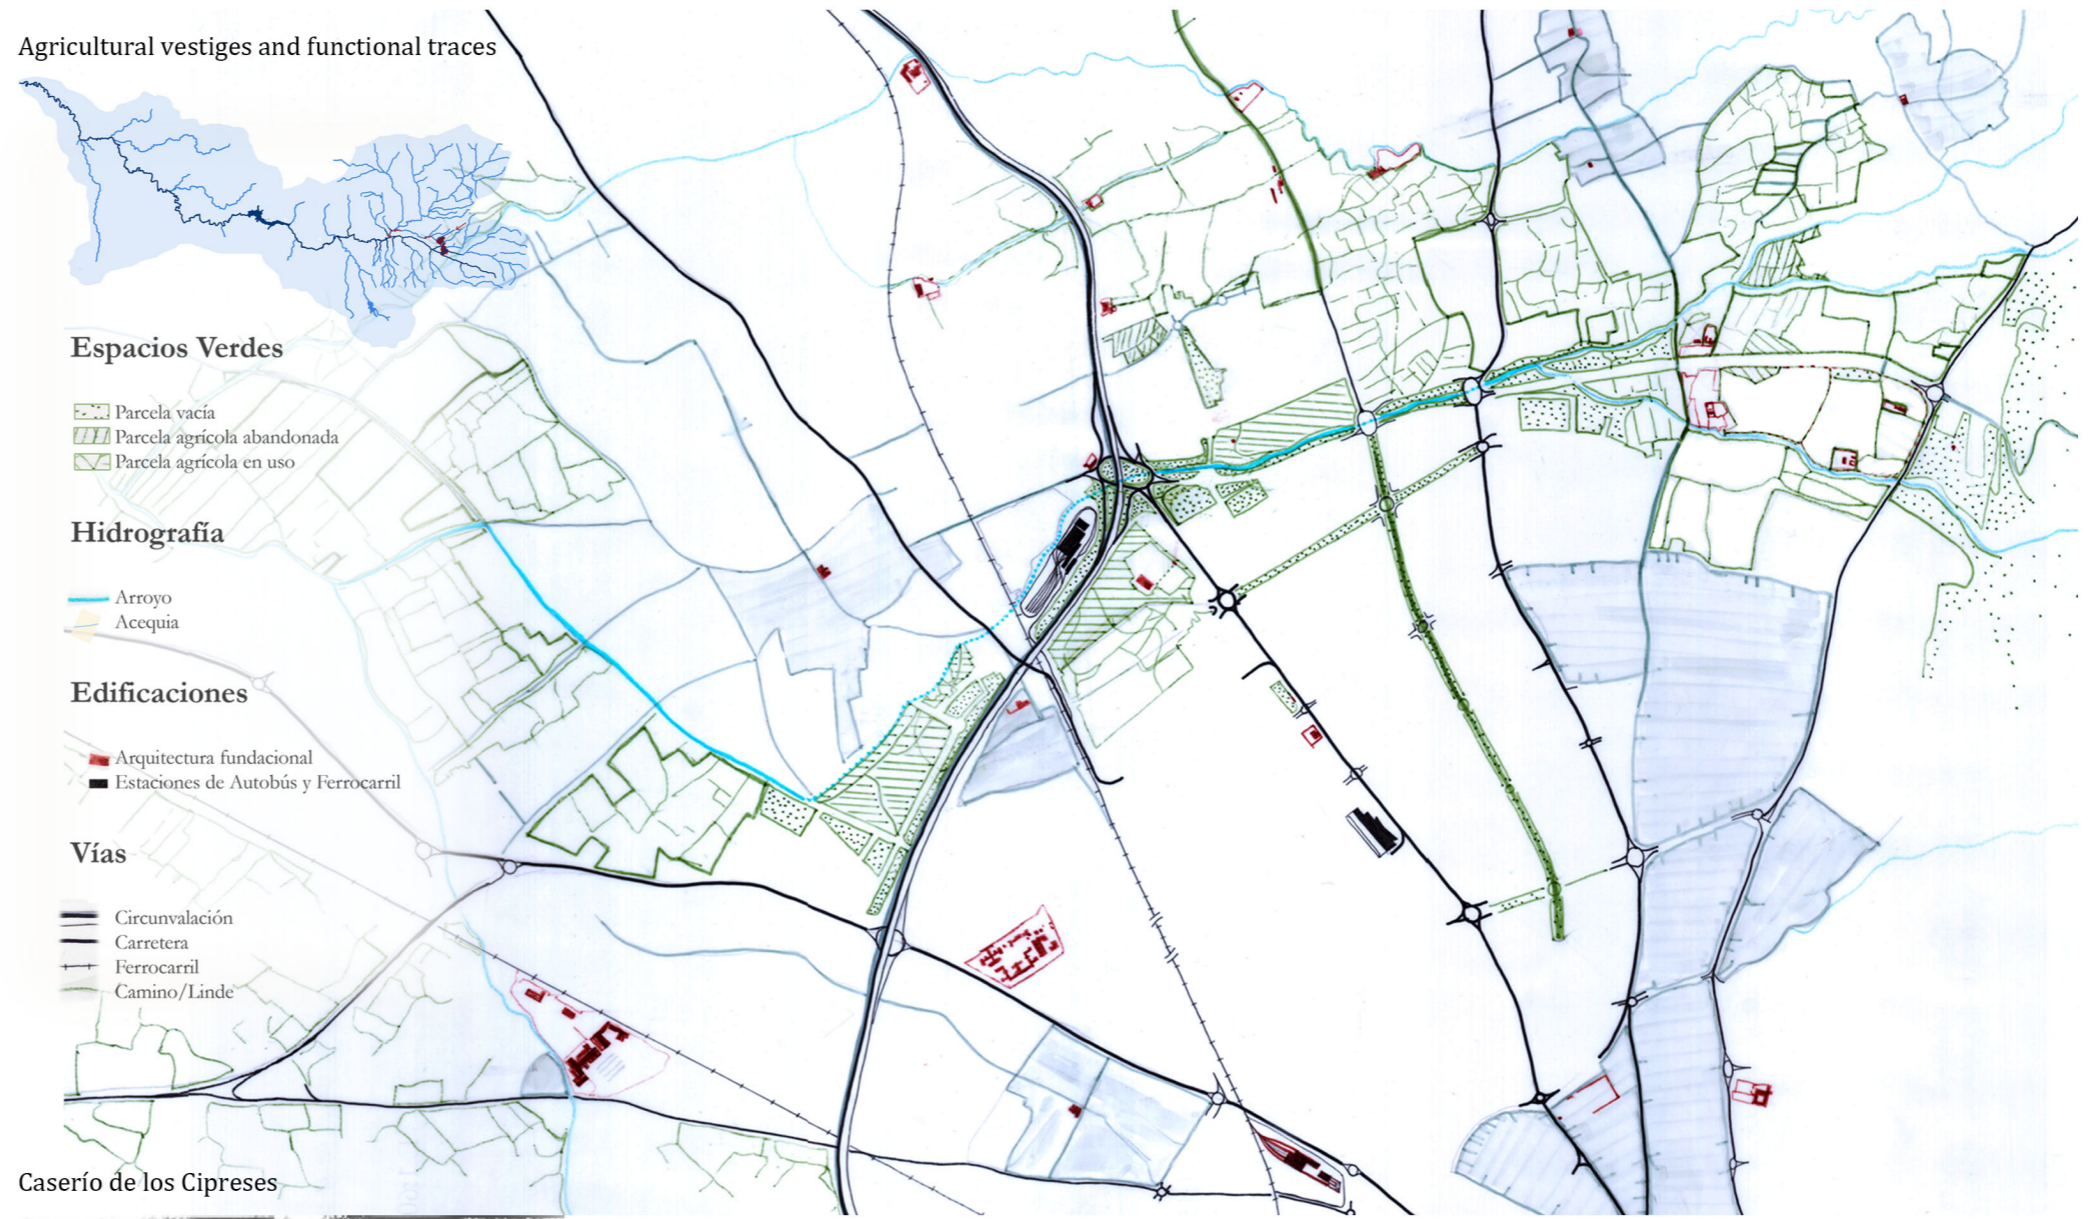 Agricultural vestiges and functional traces
Espacios Verdes
Parcela vacía
Parcela agrícola abandonada
Parcela agrícola en uso
Hidrografía
Arroyo
Acequia
Edificaciones
Arquitectura fundacional
Estaciones de Autobús y Ferrocarril
Vías
Circunvalación
Carretera
Ferrocarril
Camino/Linde
Caserío de los Cipreses